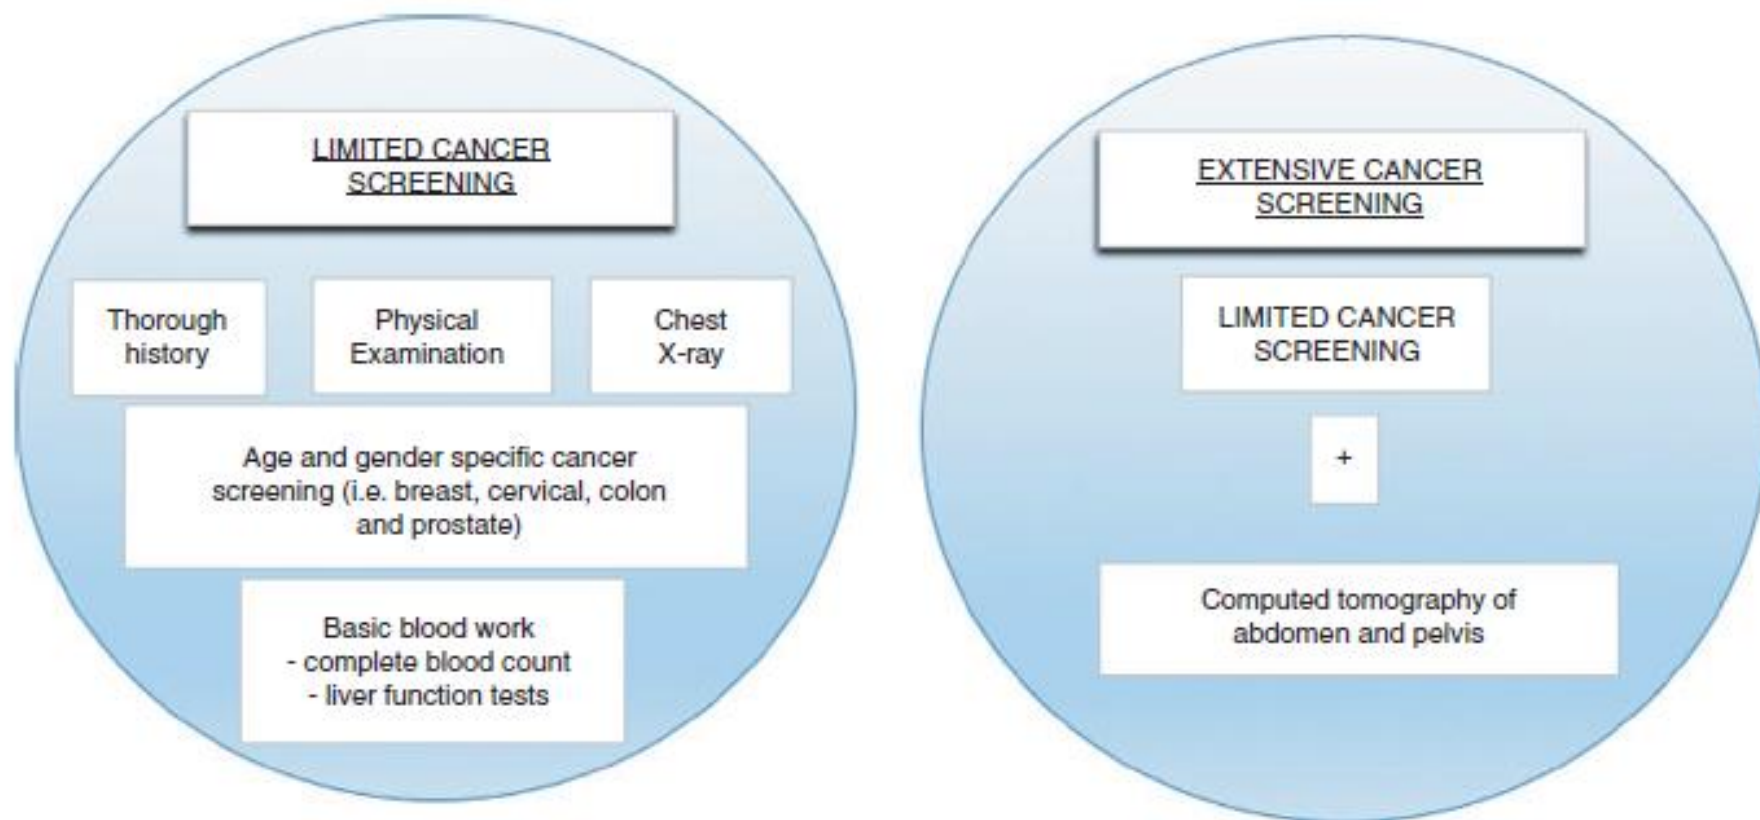 LIMITED CANCER
SCREENING
Thorough
history
Physical
Examination
Chest
X-ray
Age and gender specific cancer
screening (i.e. breast, cervical, colon
and prostate)
Basic blood work
- complete blood count
- liver function tests
EXTENSIVE CANCER
SCREENING
LIMITED CANCER
SCREENING
+
Computed tomography of
abdomen and pelvis